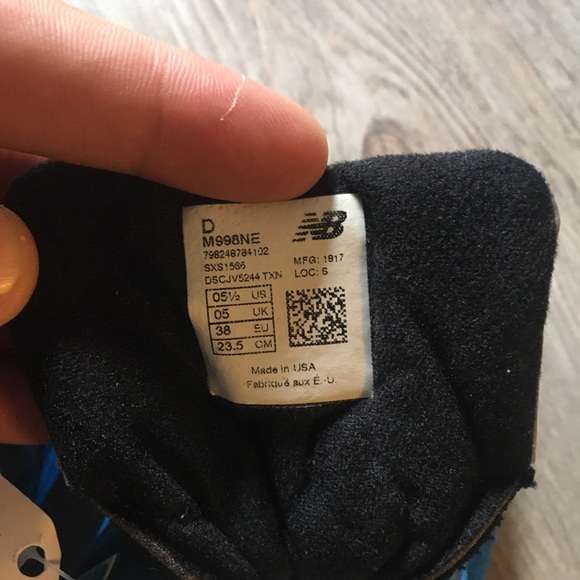 D
M998NE
798248784102
SXS1566
DSCJV5244 TXN
NB
MFG: 1917
LOC: S
05½ US
05 UK
38 EU
23.5 CM
Made in USA
Fabriqué aux É.-U.